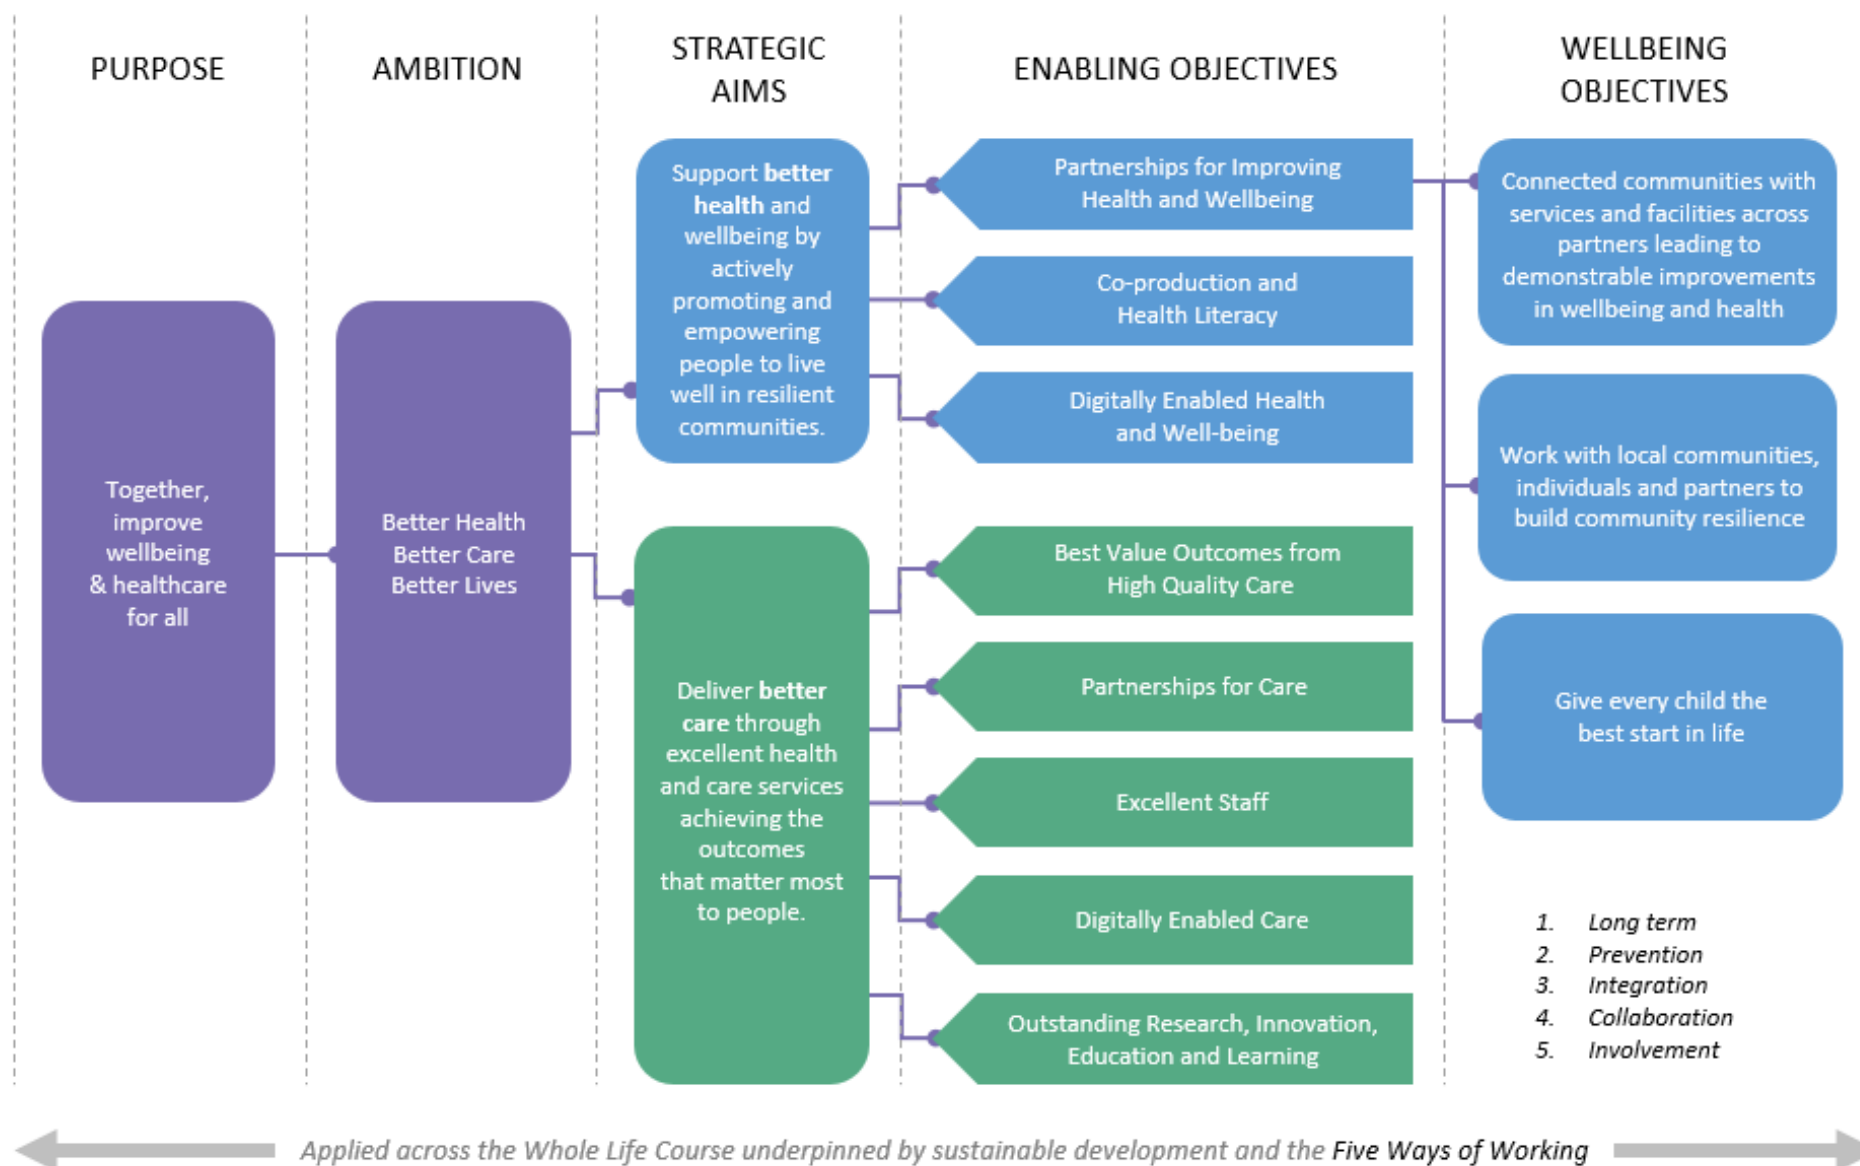 PURPOSE
AMBITION
STRATEGIC
AIMS
ENABLING OBJECTIVES
WELLBEING
OBJECTIVES
Together,
improve
wellbeing
& healthcare
for all
Better Health
Better Care
Better Lives
Support better
health and
wellbeing by
actively
promoting and
empowering
people to live
well in resilient
communities.
Deliver better
care through
excellent health
and care services
achieving the
outcomes
that matter most
to people.
Partnerships for Improving
Health and Wellbeing
Co-production and
Health Literacy
Digitally Enabled Health
and Well-being
Best Value Outcomes from
High Quality Care
Partnerships for Care
Excellent Staff
Digitally Enabled Care
Outstanding Research, Innovation,
Education and Learning
Connected communities with
services and facilities across
partners leading to
demonstrable improvements
in wellbeing and health
Work with local communities,
individuals and partners to
build community resilience
Give every child the
best start in life
1. Long term
2. Prevention
3. Integration
4. Collaboration
5. Involvement
Applied across the Whole Life Course underpinned by sustainable development and the Five Ways of Working